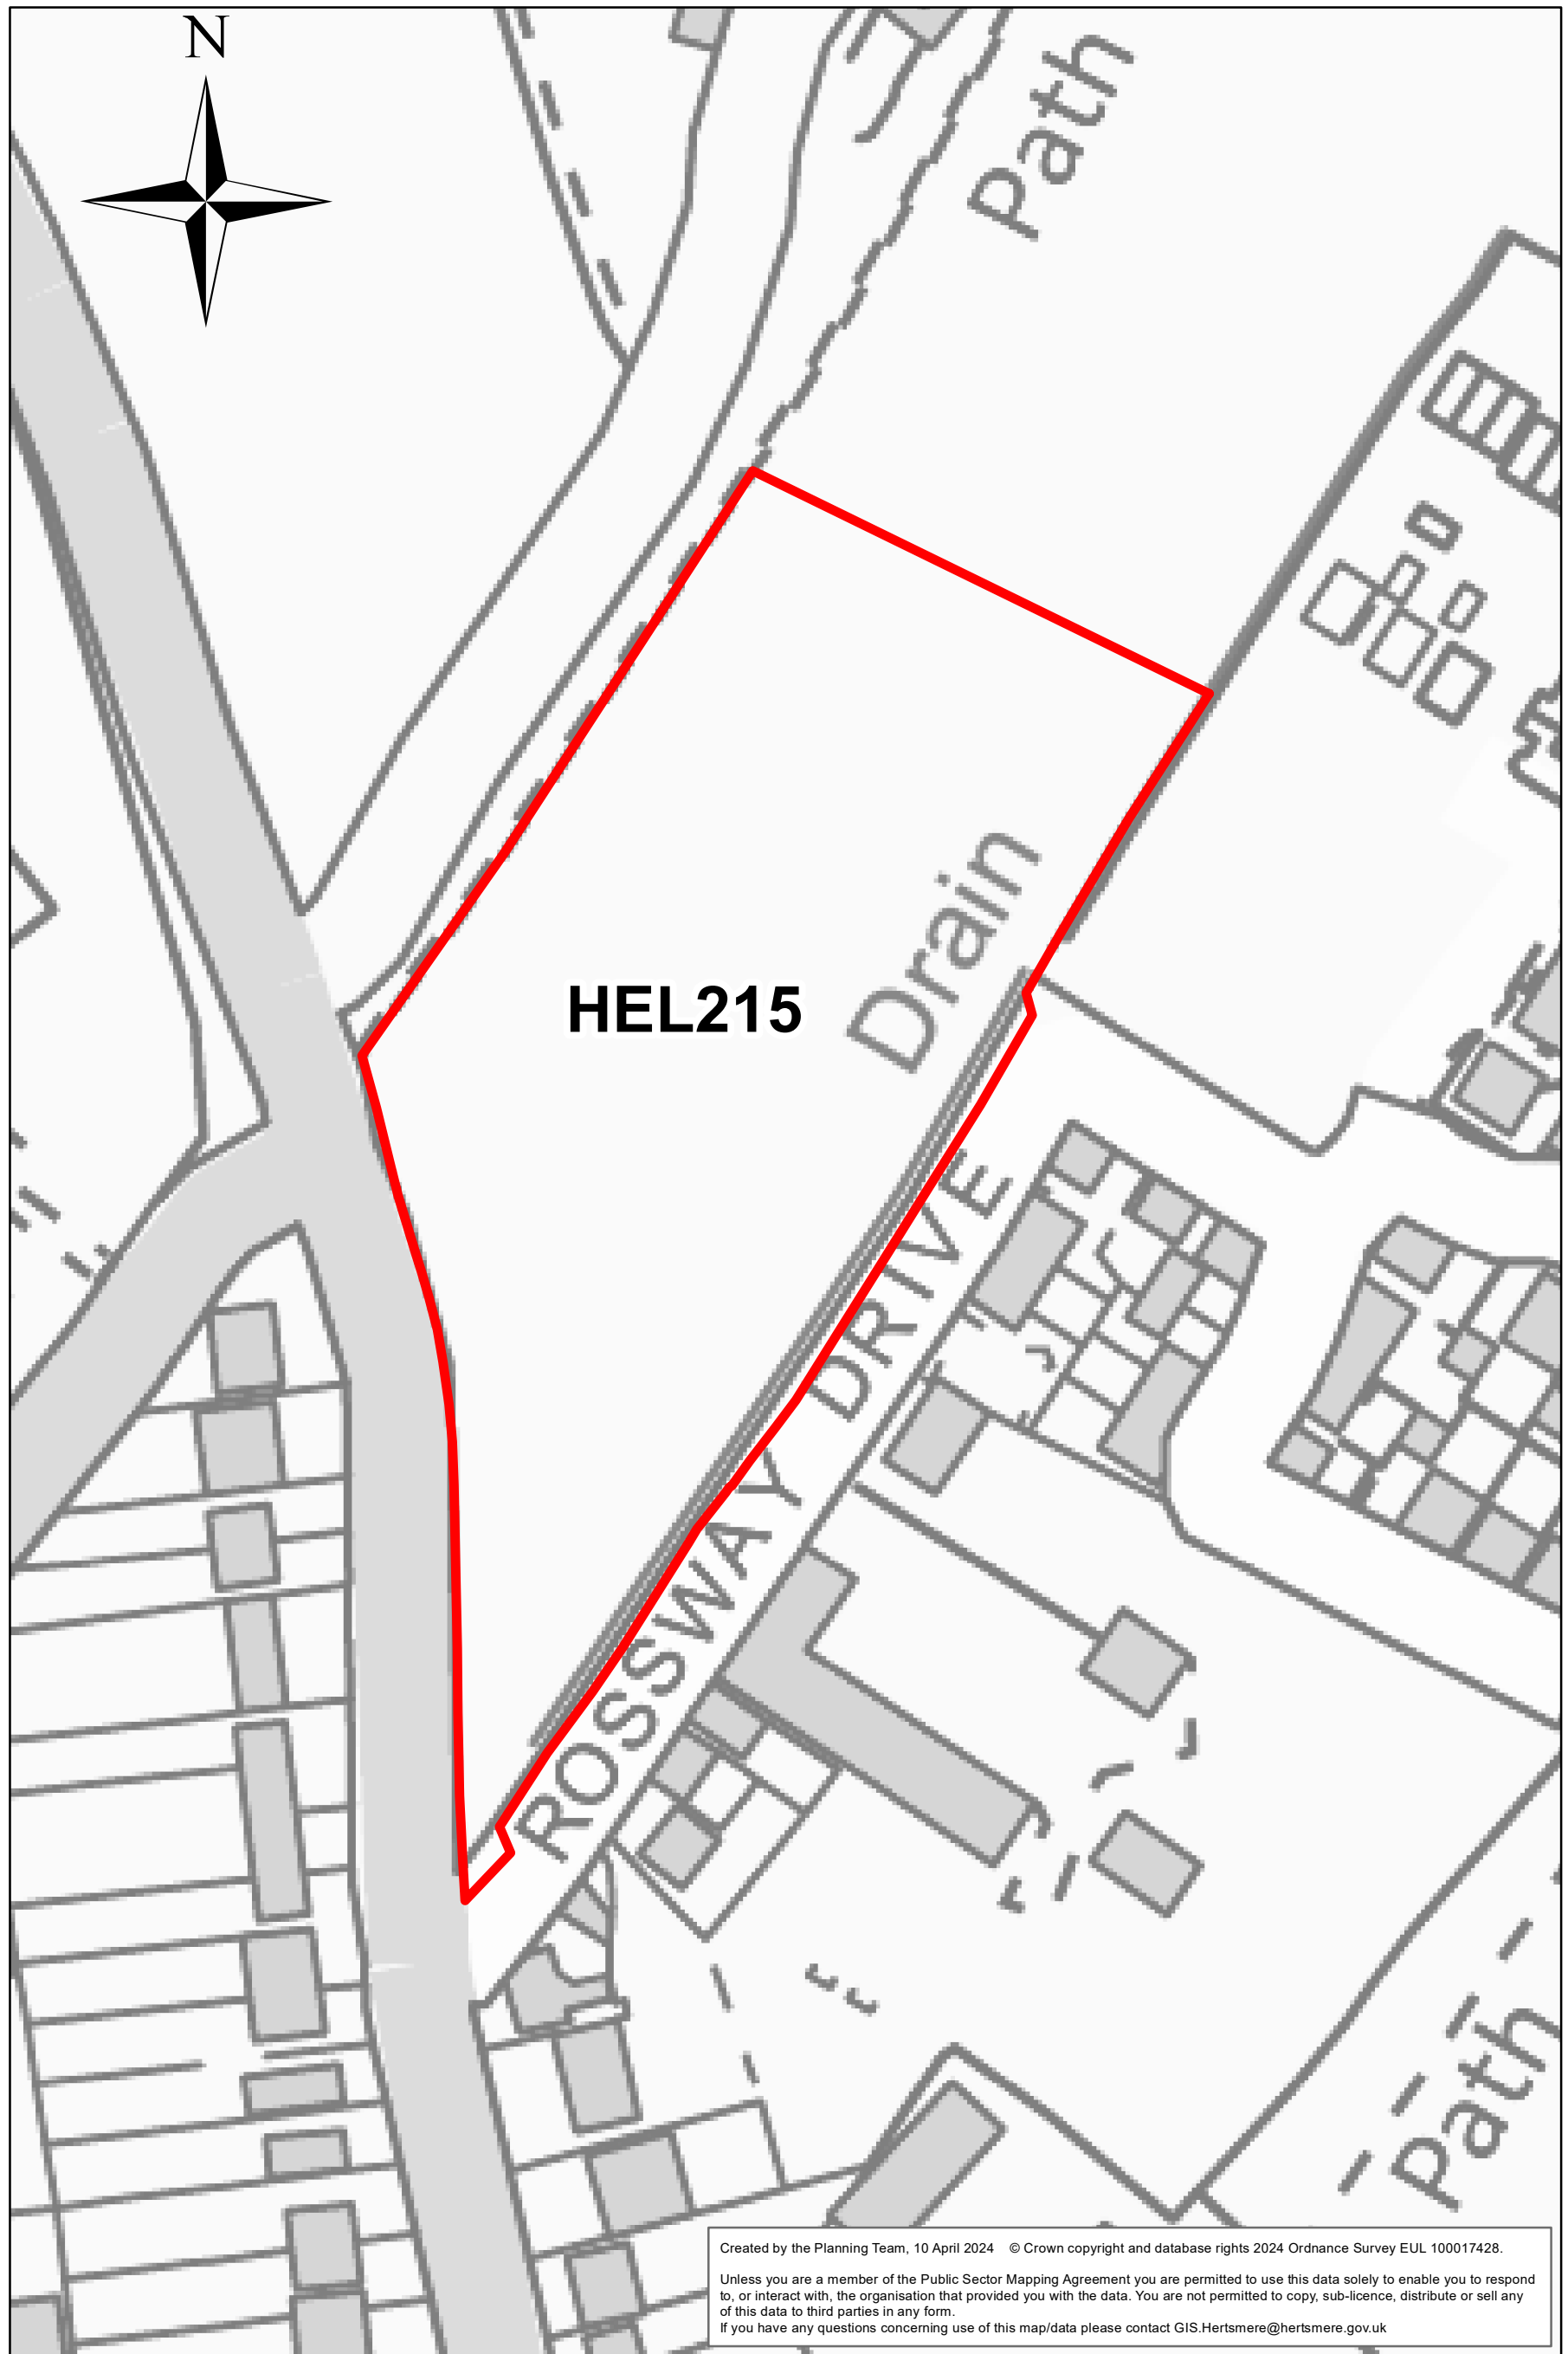 N
Path
Drain
HEL215
ROSSWAY DRIVE
Path
Created by the Planning Team, 10 April 2024 © Crown copyright and database rights 2024 Ordnance Survey EUL 100017428.
Unless you are a member of the Public Sector Mapping Agreement you are permitted to use this data solely to enable you to respond
to, or interact with, the organisation that provided you with the data. You are not permitted to copy, sub-licence, distribute or sell any
of this data to third parties in any form.
If you have any questions concerning use of this map/data please contact GIS.Hertsmere@hertsmere.gov.uk